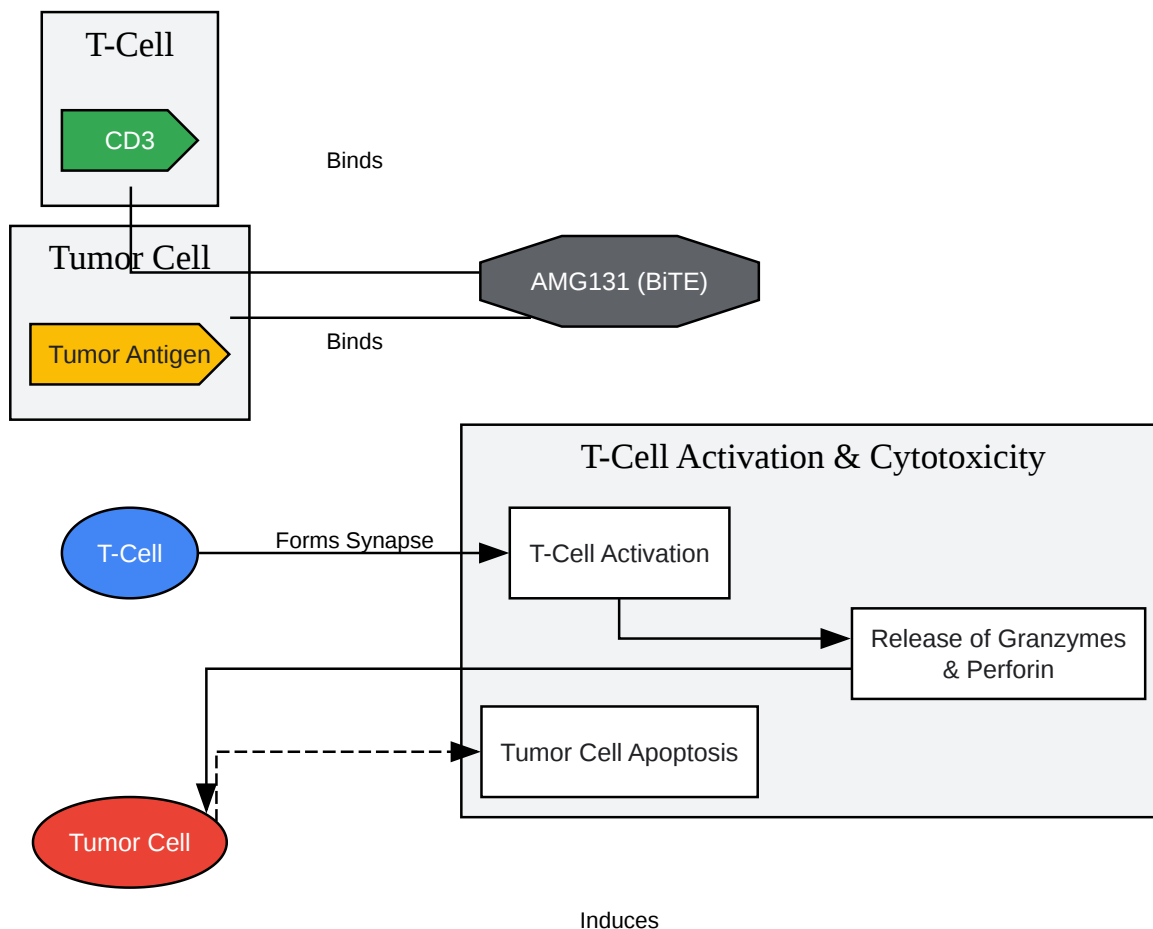 T-Cell
CD3
Binds
Tumor Cell
AMG131 (BiTE)
Binds
Tumor Antigen
T-Cell Activation & Cytotoxicity
T-Cell
Forms Synapse
T-Cell Activation
Release of Granzymes
& Perforin
Tumor Cell Apoptosis
Tumor Cell
Induces